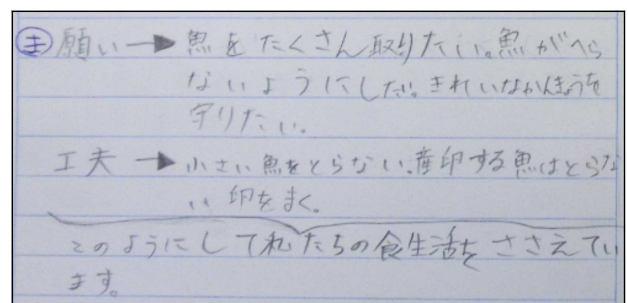 ま 願い→魚をたくさん取りたい。魚がへら
ないようにしたい。きれいなかんきょうを
守りたい。
工夫→小さい魚をとらない。産卵する魚はとらな
い 卵をまく。
このようにして私たちの食生活をささえてい
ます。